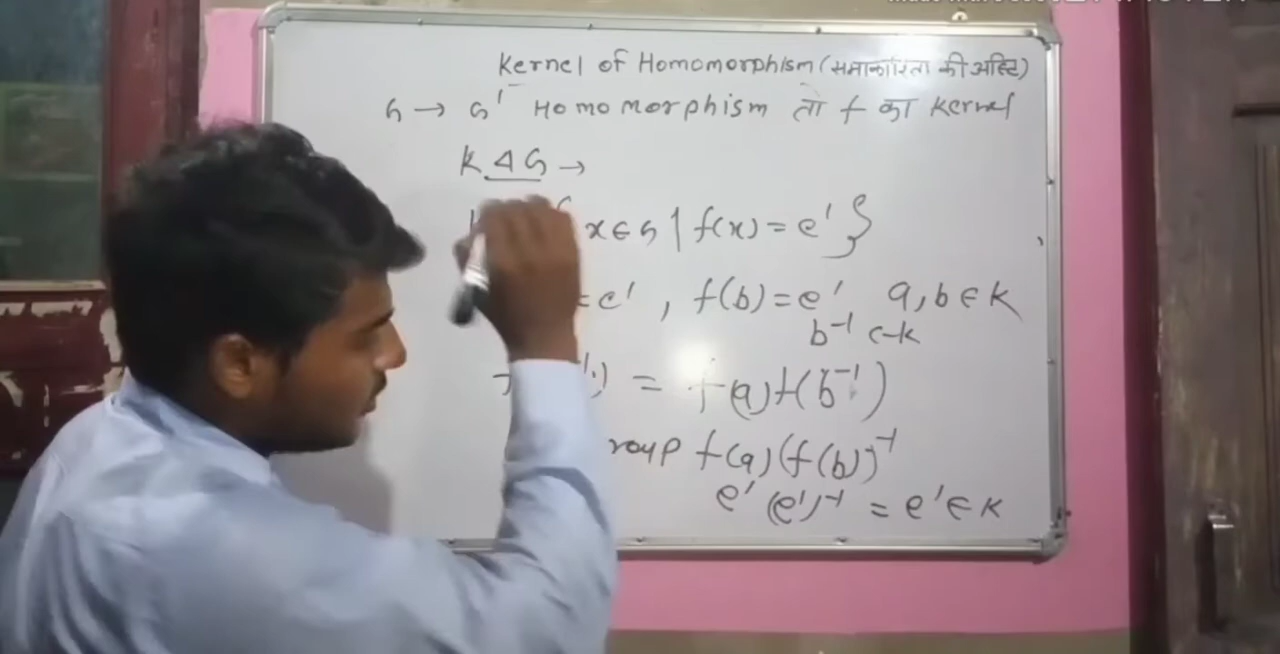 Kernel of Homomorphism (समाकारिता की अष्टि)
G → G' Homomorphism ता f का Kernel
K ⊲ G →
x ∈ G | f(x) = e' }
= e' , f(b) = e' a, b ∈ K
b⁻¹ ∈ K
= f(a) f(b⁻¹)
roup f(a) (f(b))⁻¹
e' (e')⁻¹ = e' ∈ K